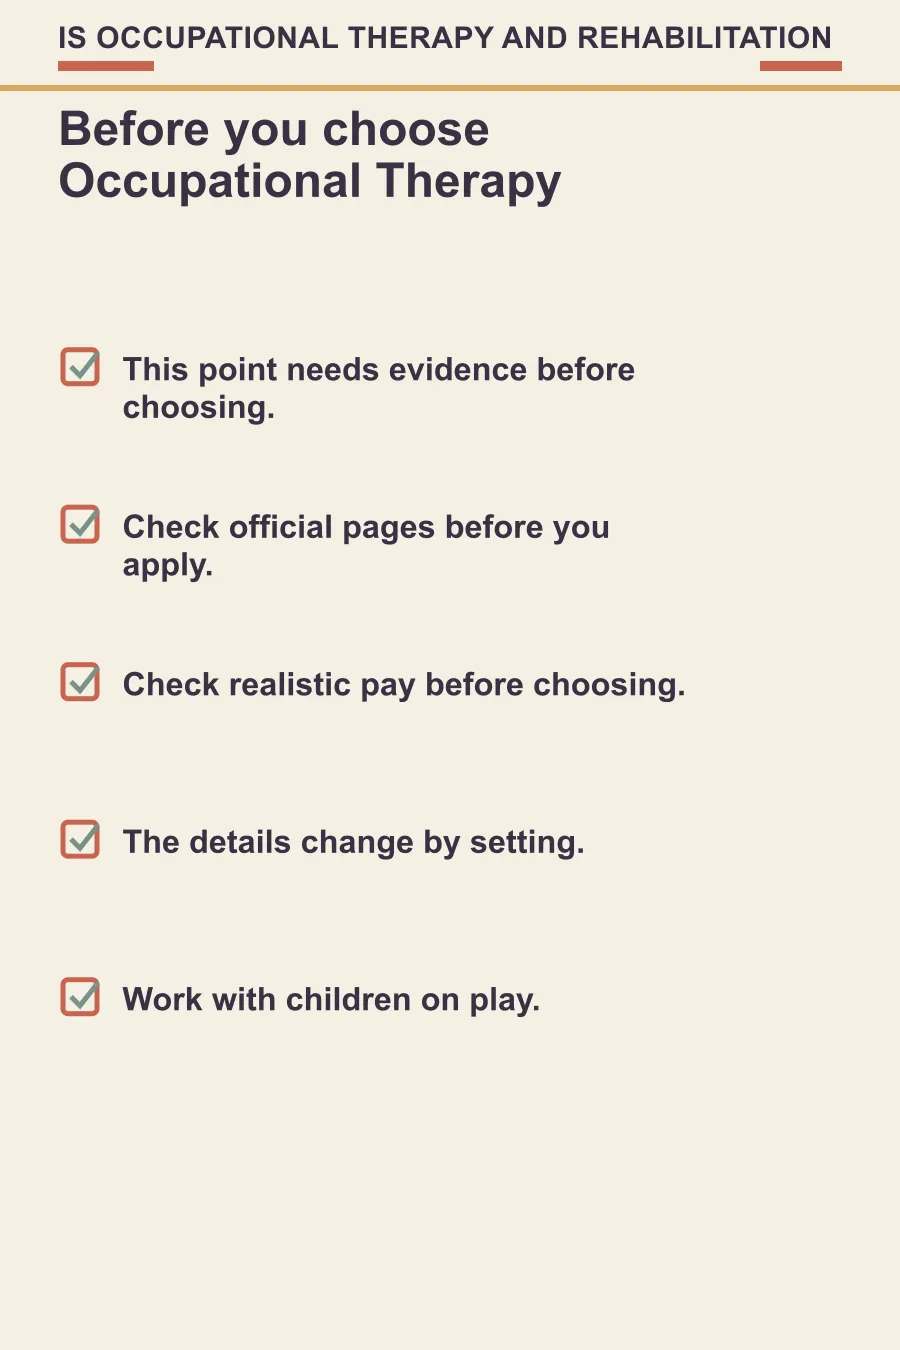 IS OCCUPATIONAL THERAPY AND REHABILITATION
Before you choose
Occupational Therapy
This point needs evidence before
choosing.
Check official pages before you
apply.
Check realistic pay before choosing.
The details change by setting.
Work with children on play.